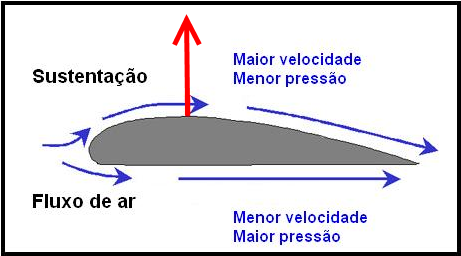 Sustentação
Maior velocidade
Menor pressão
Fluxo de ar
Menor velocidade
Maior pressão